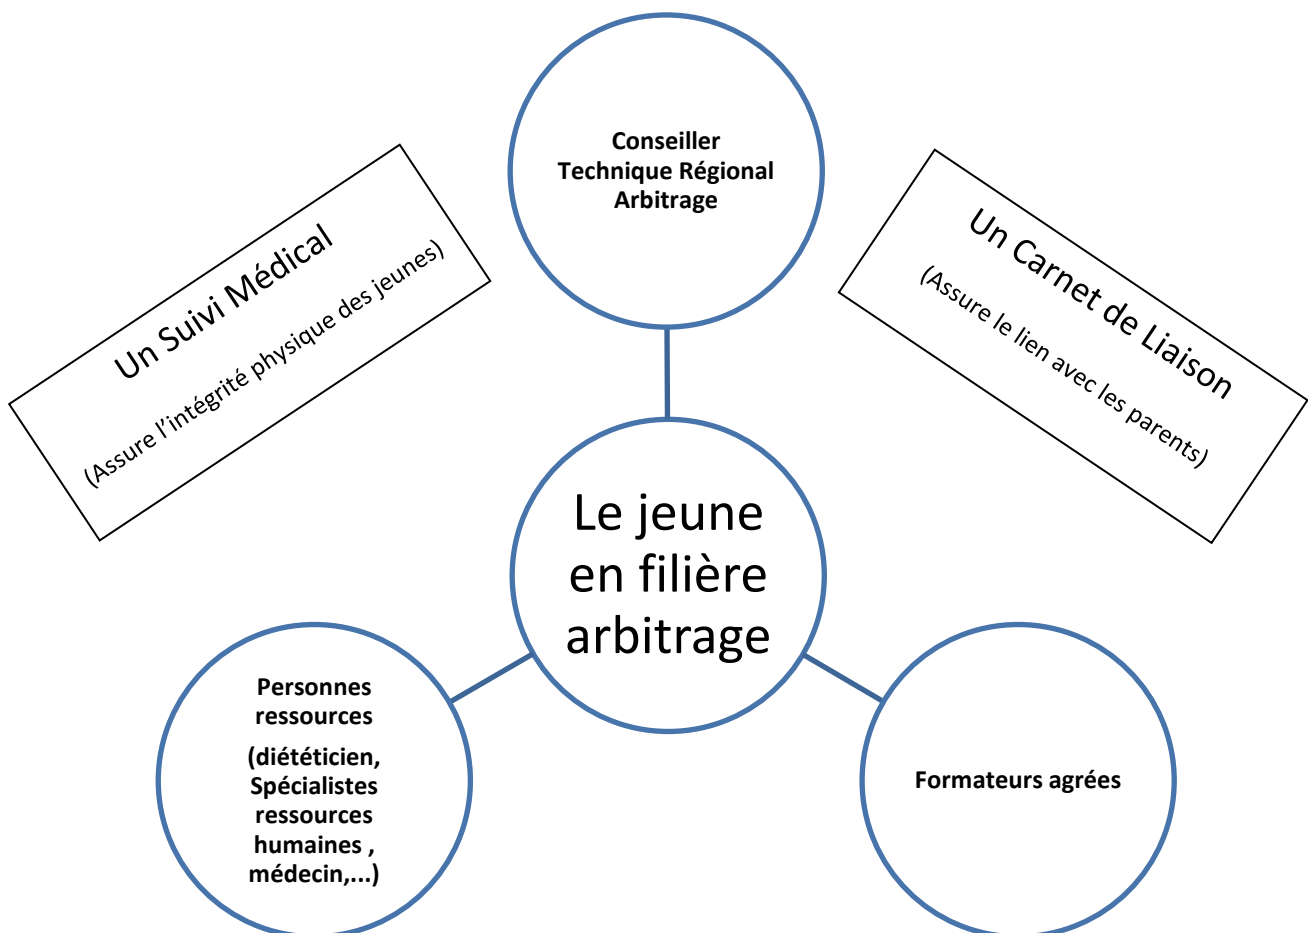 Conseiller
Technique Régional
Arbitrage
Un Suivi Médical
(Assure l’intégrité physique des jeunes)
Un Carnet de Liaison
(Assure le lien avec les parents)
Le jeune
en filière
arbitrage
Personnes
ressources
(diététicien,
Spécialistes
ressources
humaines ,
médecin,...)
Formateurs agrées